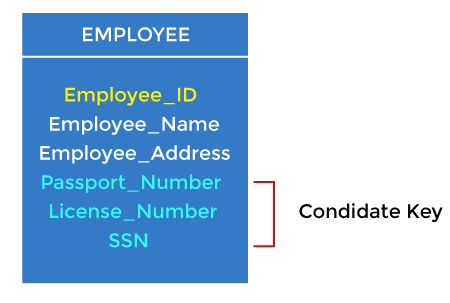 EMPLOYEE
Employee_ID
Employee_Name
Employee_Address
Passport_Number
License_Number
SSN
Condidate Key